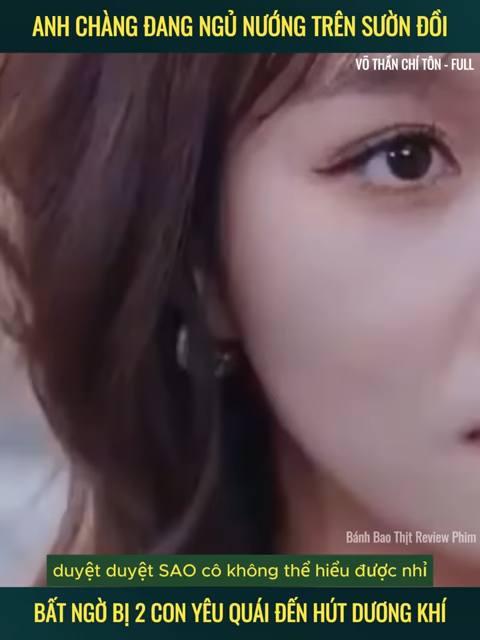 ANH CHÀNG ĐANG NGỦ NƯỚNG TRÊN SƯỜN ĐỒI
VÕ THẦN CHÍ TÔN - FULL
Bánh Bao Thịt Review Phim
duyệt duyệt SAO cô không thể hiểu được nhỉ
BẤT NGỜ BỊ 2 CON YÊU QUÁI ĐẾN HÚT DƯƠNG KHÍ